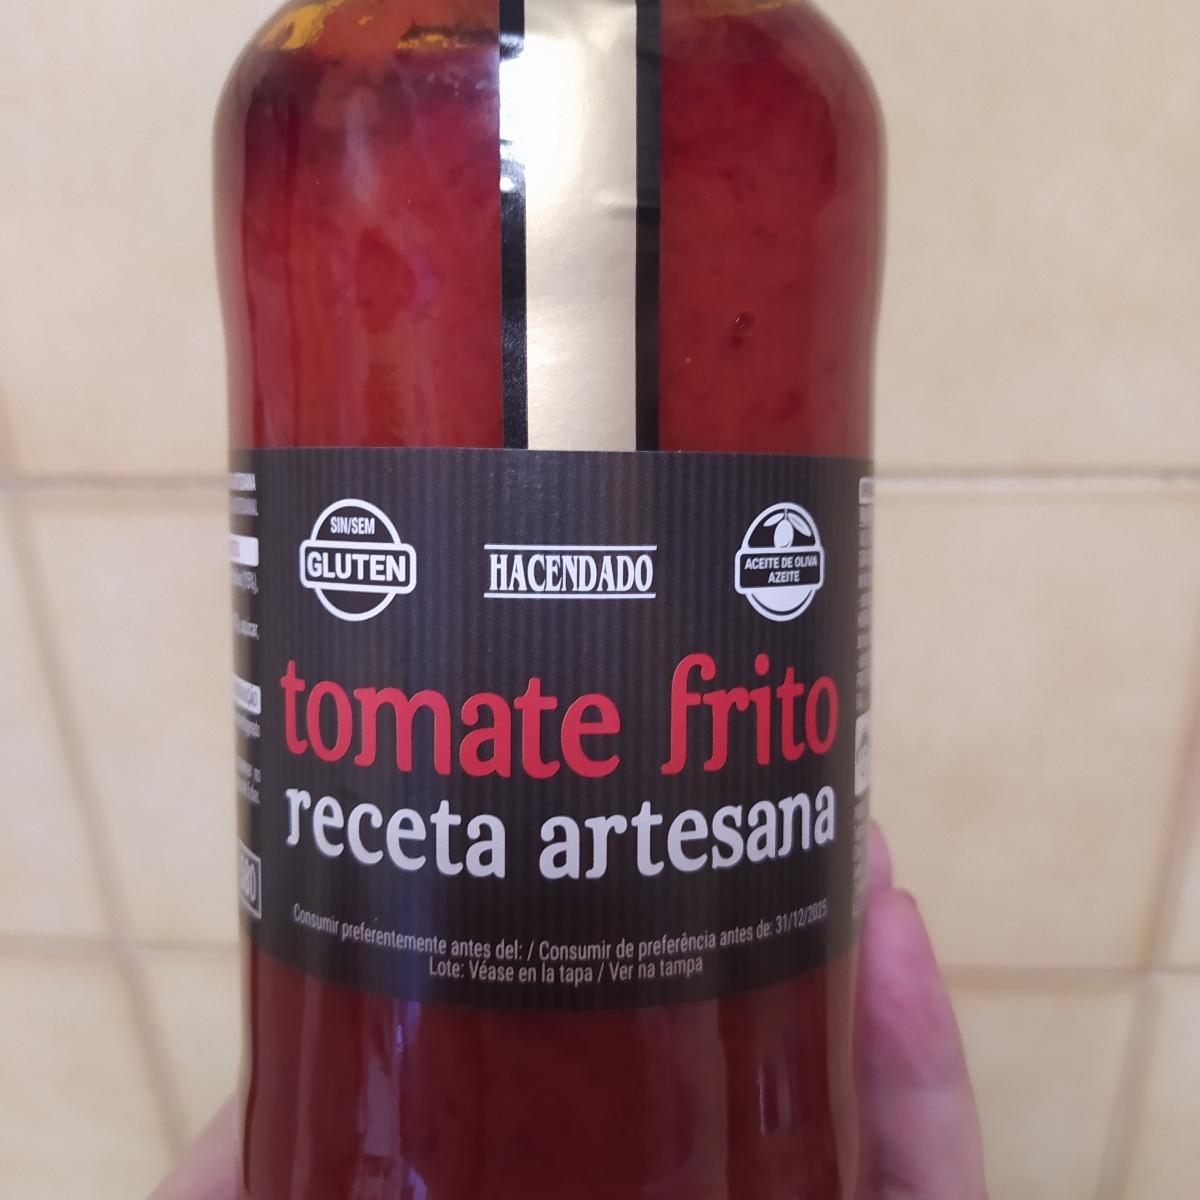 SIN/SEM
GLUTEN
HACENDADO
ACEITE DE OLIVA
AZEITE
tomate frito
receta artesana
Consumir preferentemente antes del: / Consumir de preferência antes de: 31/12/2025
Lote: Véase en la tapa / Ver na tampa